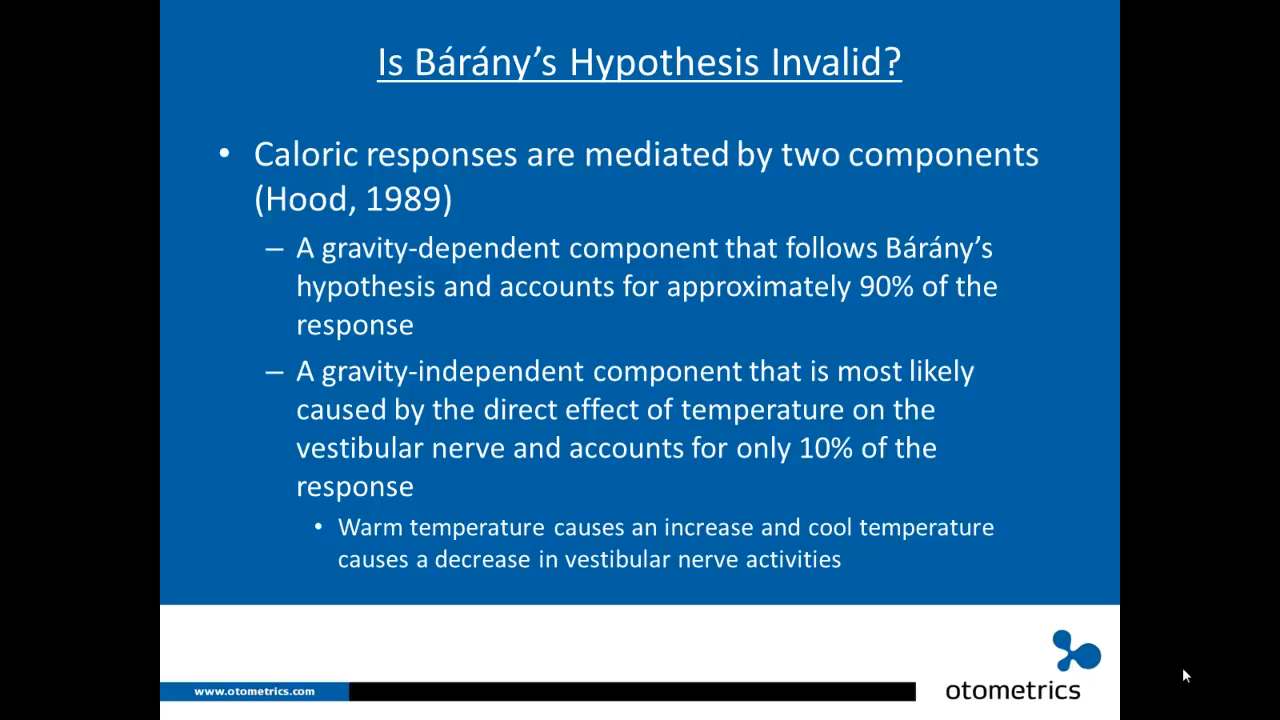 Is Bárány’s Hypothesis Invalid?
• Caloric responses are mediated by two components
(Hood, 1989)
– A gravity-dependent component that follows Bárány’s
hypothesis and accounts for approximately 90% of the
response
– A gravity-independent component that is most likely
caused by the direct effect of temperature on the
vestibular nerve and accounts for only 10% of the
response
• Warm temperature causes an increase and cool temperature
causes a decrease in vestibular nerve activities
www.otometrics.com
otometrics